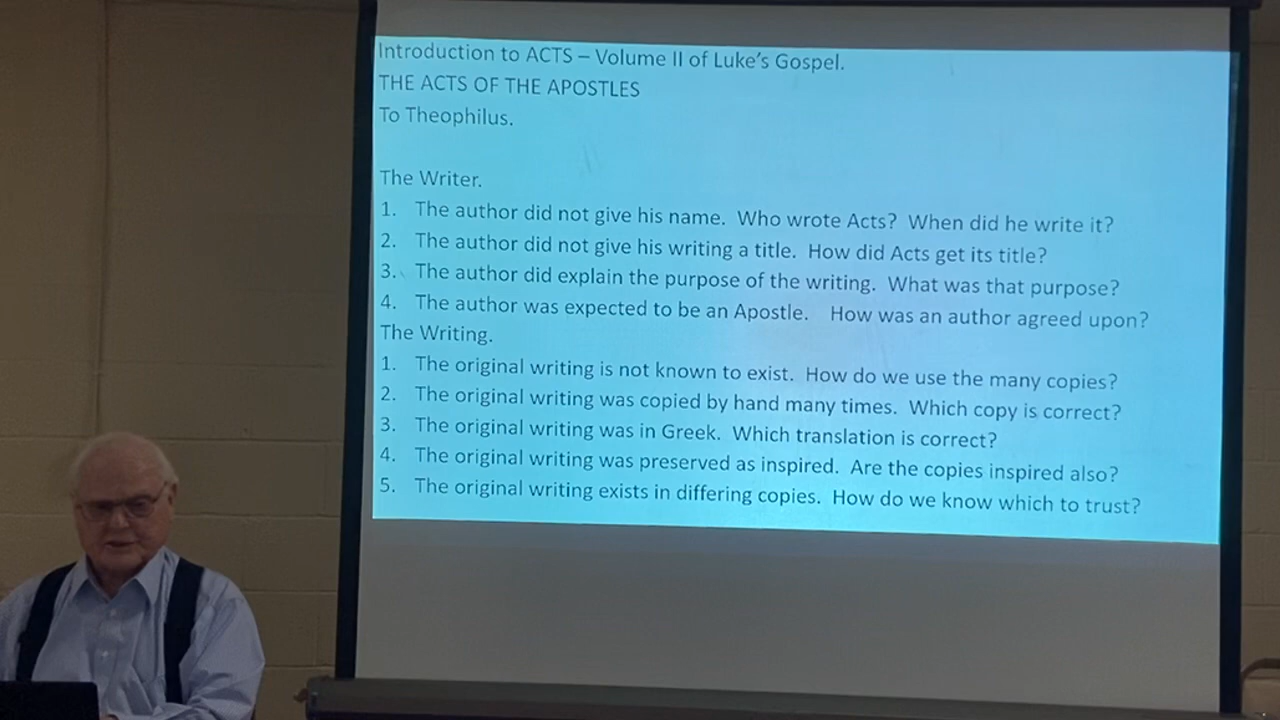 Introduction to ACTS – Volume II of Luke's Gospel.
THE ACTS OF THE APOSTLES
To Theophilus.
The Writer.
1. The author did not give his name. Who wrote Acts? When did he write it?
2. The author did not give his writing a title. How did Acts get its title?
3. The author did explain the purpose of the writing. What was that purpose?
4. The author was expected to be an Apostle. How was an author agreed upon?
The Writing.
1. The original writing is not known to exist. How do we use the many copies?
2. The original writing was copied by hand many times. Which copy is correct?
3. The original writing was in Greek. Which translation is correct?
4. The original writing was preserved as inspired. Are the copies inspired also?
5. The original writing exists in differing copies. How do we know which to trust?